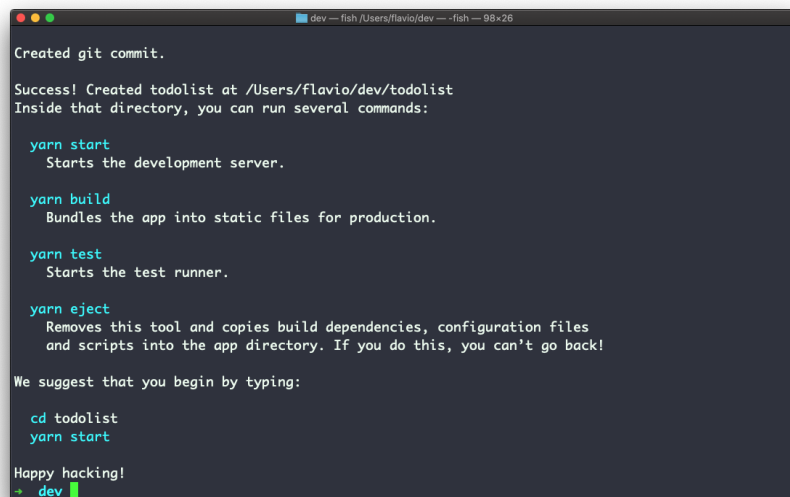 dev — fish /Users/flavio/dev — -fish — 98×26
Created git commit.
Success! Created todolist at /Users/flavio/dev/todolist
Inside that directory, you can run several commands:
yarn start
Starts the development server.
yarn build
Bundles the app into static files for production.
yarn test
Starts the test runner.
yarn eject
Removes this tool and copies build dependencies, configuration files
and scripts into the app directory. If you do this, you can’t go back!
We suggest that you begin by typing:
cd todolist
yarn start
Happy hacking!
→ dev